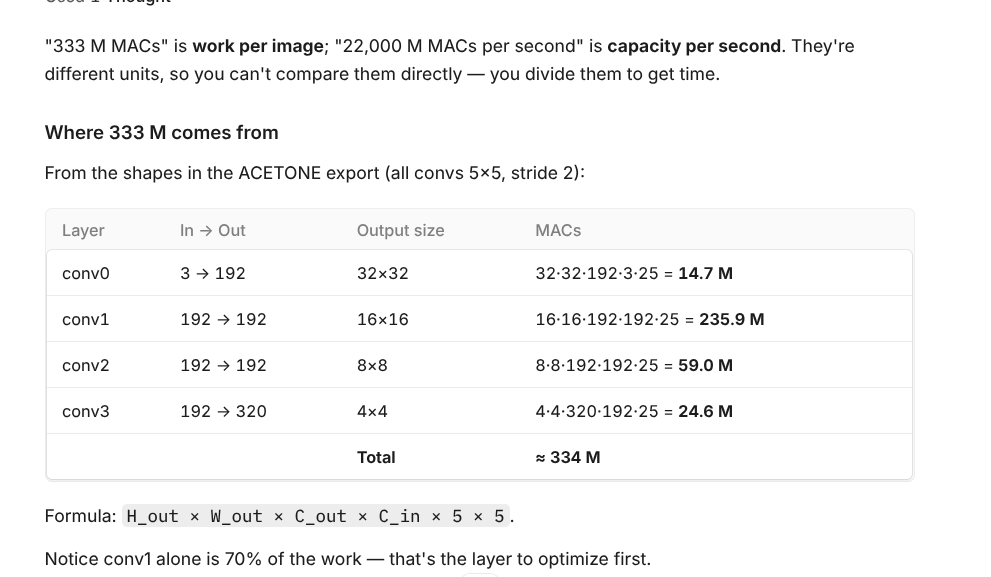 "333 M MACs" is work per image; "22,000 M MACs per second" is capacity per second. They're
different units, so you can't compare them directly — you divide them to get time.
Where 333 M comes from
From the shapes in the ACETONE export (all convs 5×5, stride 2):
Layer In → Out Output size MACs
conv0 3 → 192 32×32 32·32·192·3·25 = 14.7 M
conv1 192 → 192 16×16 16·16·192·192·25 = 235.9 M
conv2 192 → 192 8×8 8·8·192·192·25 = 59.0 M
conv3 192 → 320 4×4 4·4·320·192·25 = 24.6 M
Total ≈ 334 M
Formula: H_out × W_out × C_out × C_in × 5 × 5.
Notice conv1 alone is 70% of the work — that's the layer to optimize first.